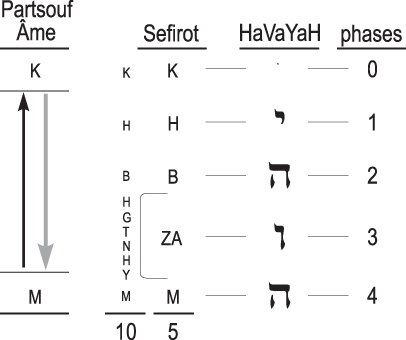 Partsouf
Âme
Sefirot HaVaYaH phases
K K K 0
H H י 1
B B ה 2
H
G
T
N
H
Y
ZA ו 3
M M M ה 4
10 5